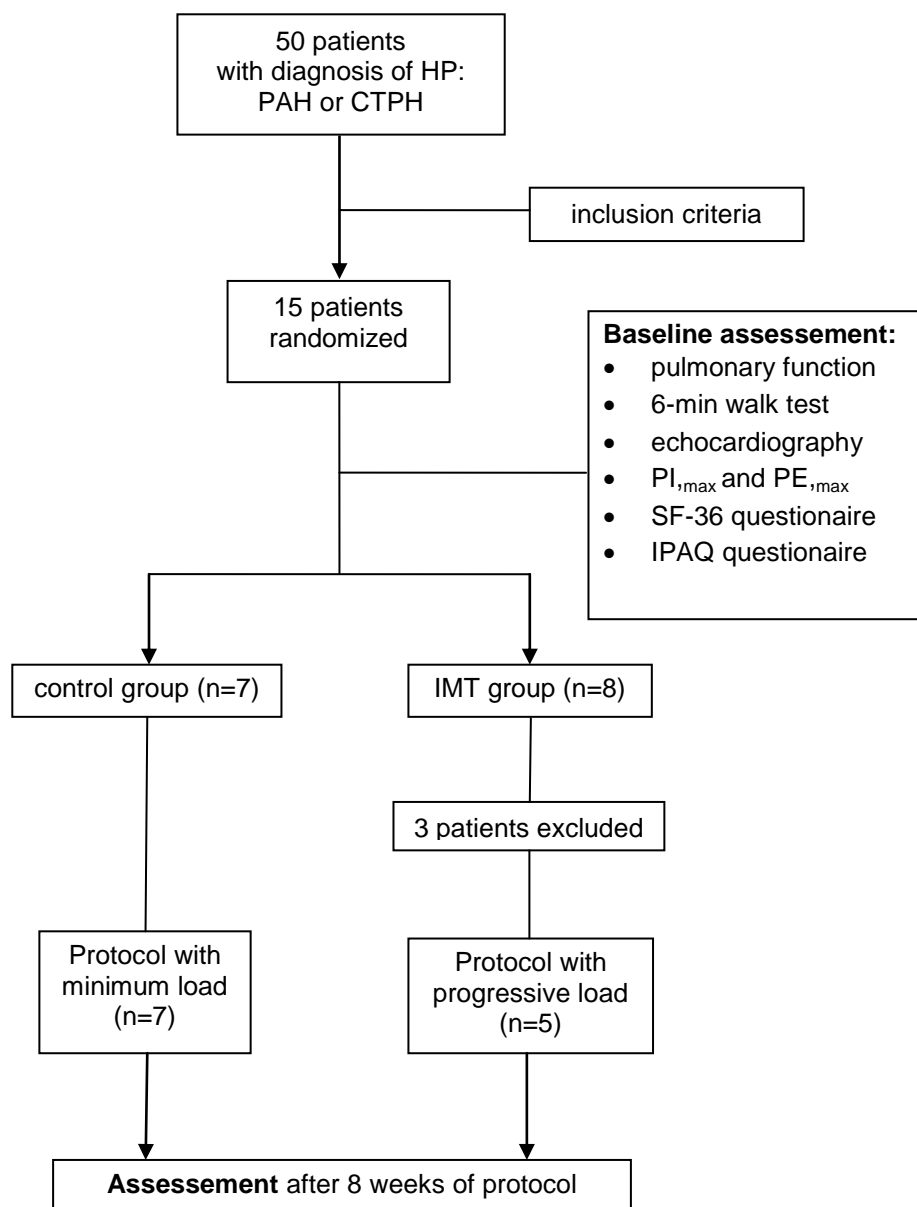 50 patients
with diagnosis of HP:
PAH or CTPH
inclusion criteria
15 patients
randomized
Baseline assessement:
• pulmonary function
• 6-min walk test
• echocardiography
• PI,max and PE,max
• SF-36 questionaire
• IPAQ questionaire
control group (n=7)
IMT group (n=8)
3 patients excluded
Protocol with
minimum load
(n=7)
Protocol with
progressive load
(n=5)
Assessement after 8 weeks of protocol